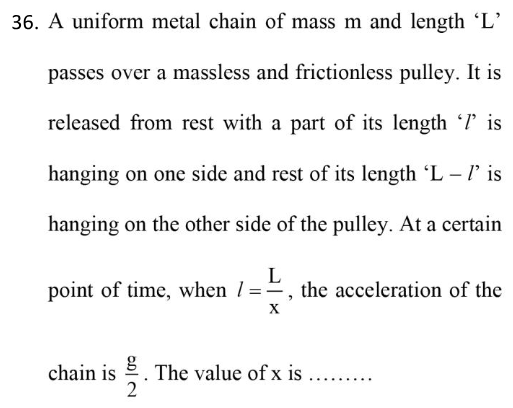 36. A uniform metal chain of mass m and length ‘L’
passes over a massless and frictionless pulley. It is
released from rest with a part of its length ‘l’ is
hanging on one side and rest of its length ‘L – l’ is
hanging on the other side of the pulley. At a certain
point of time, when l = L/x, the acceleration of the
chain is g/2. The value of x is .........